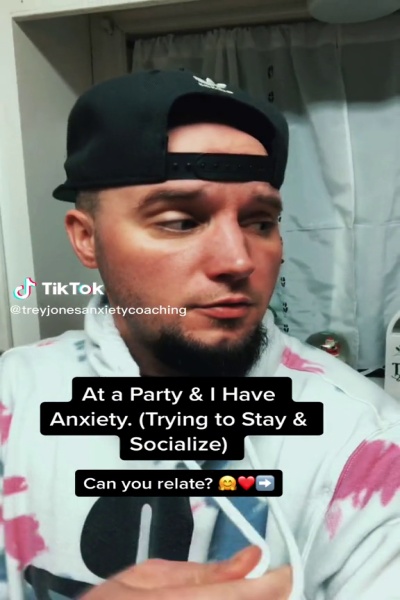 TikTok
@treyjonesanxietycoaching
At a Party & I Have
Anxiety. (Trying to Stay &
Socialize)
Can you relate? 🤗❤️➡️